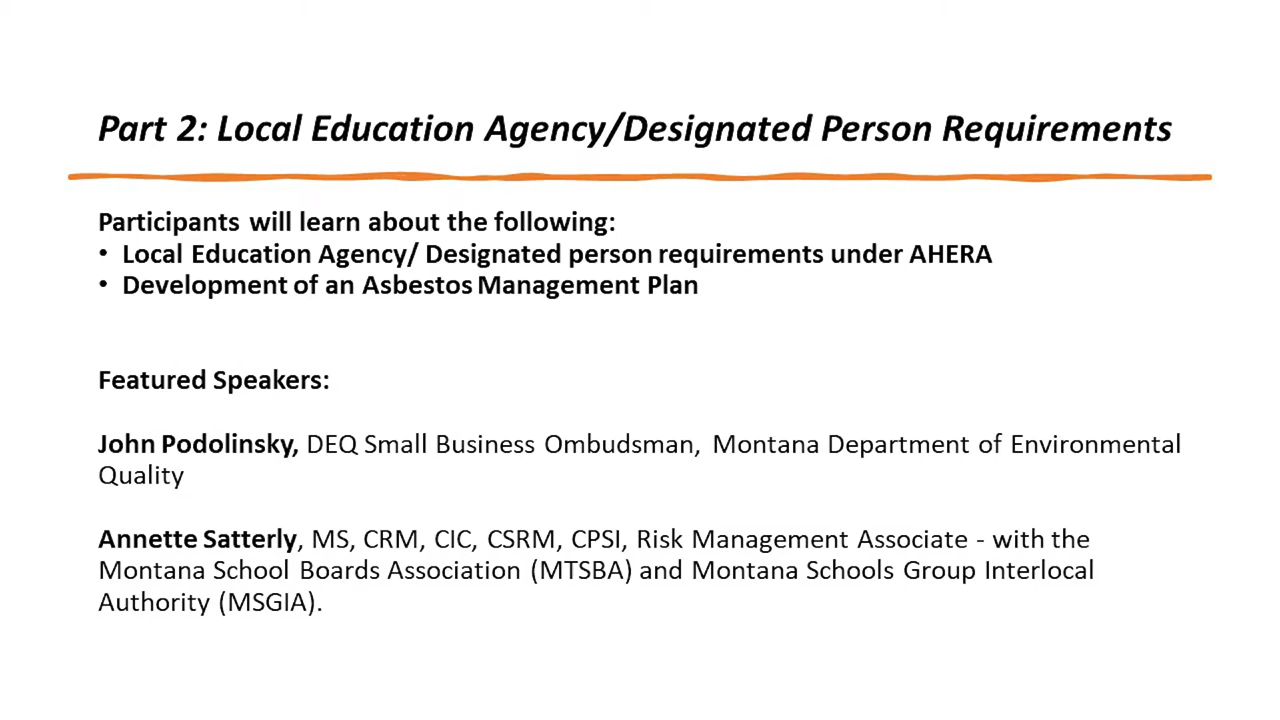 Part 2: Local Education Agency/Designated Person Requirements
Participants will learn about the following:
• Local Education Agency/ Designated person requirements under AHERA
• Development of an Asbestos Management Plan
Featured Speakers:
John Podolinsky, DEQ Small Business Ombudsman, Montana Department of Environmental
Quality
Annette Satterly, MS, CRM, CIC, CSRM, CPSI, Risk Management Associate - with the
Montana School Boards Association (MTSBA) and Montana Schools Group Interlocal
Authority (MSGIA).